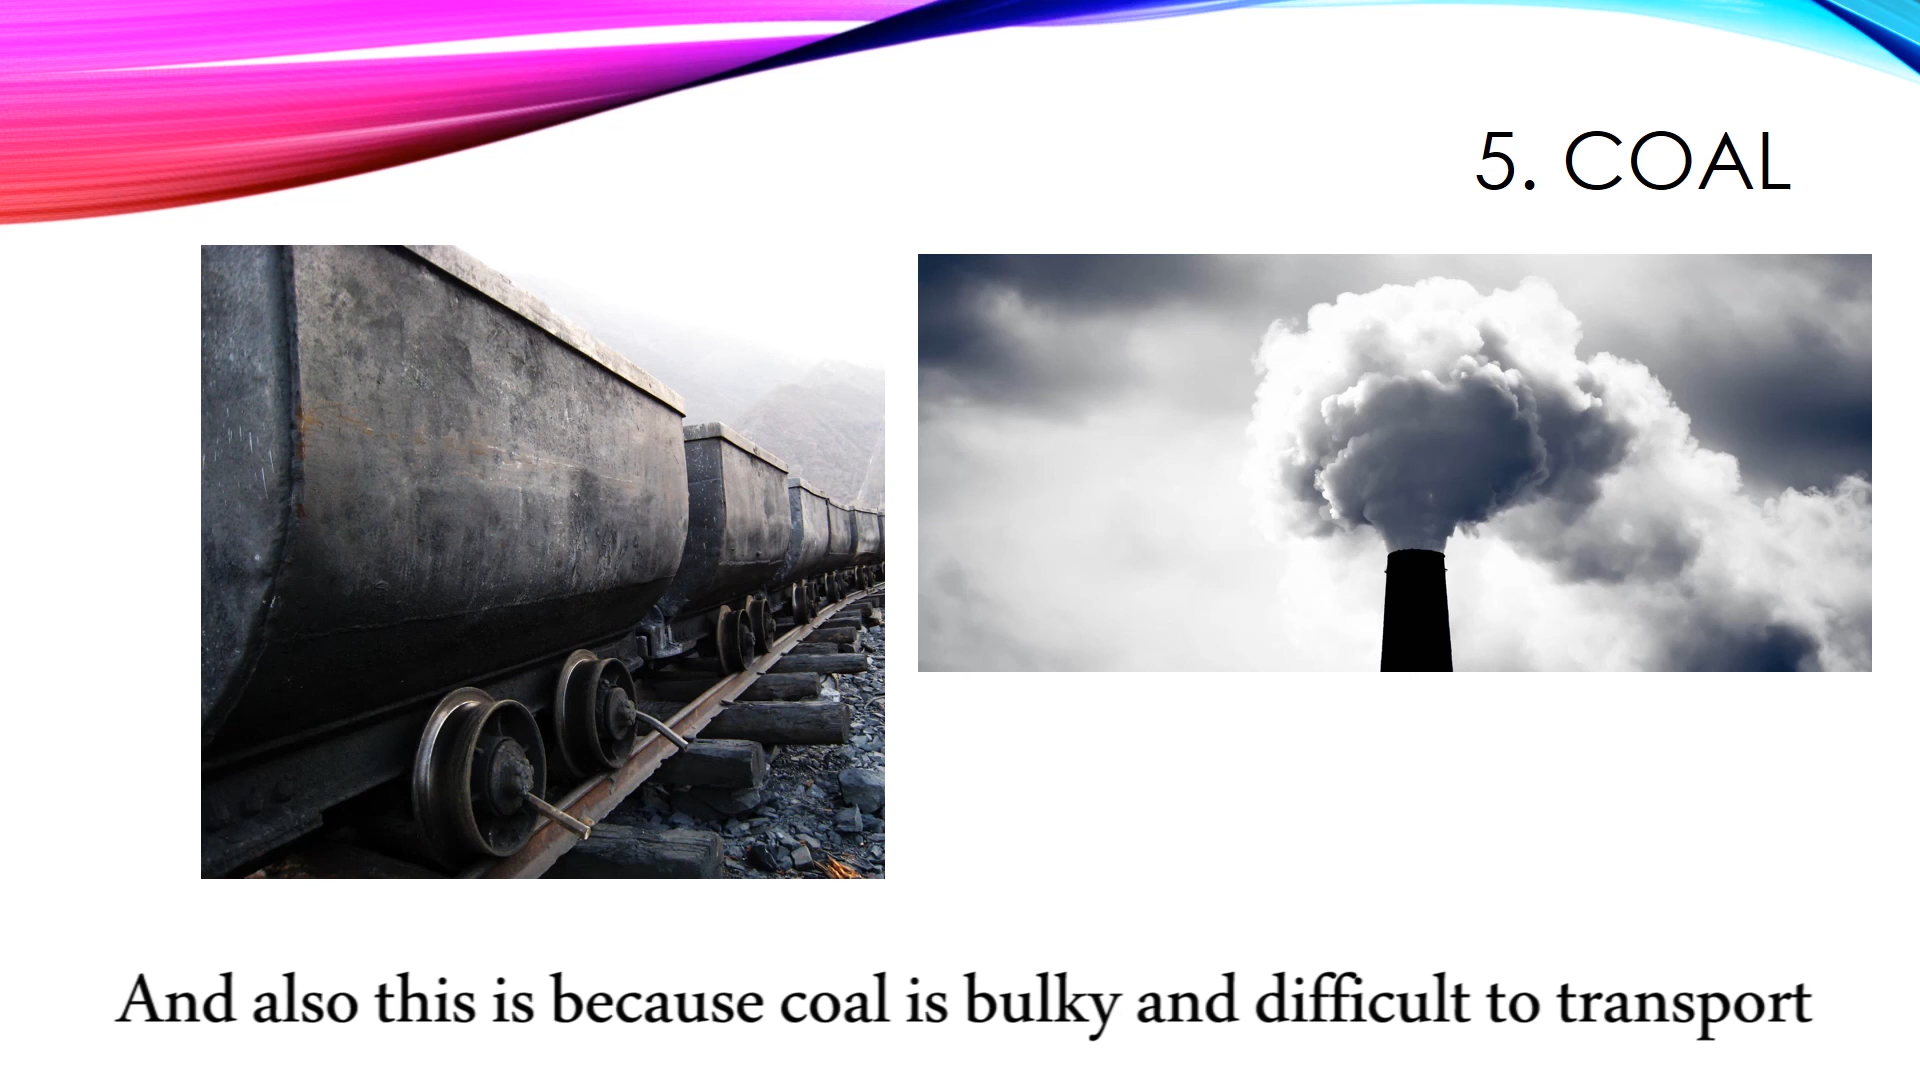 5. COAL
And also this is because coal is bulky and difficult to transport